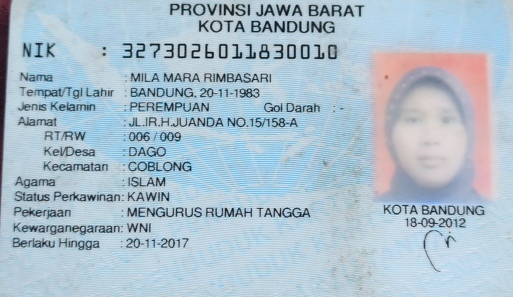 PROVINSI JAWA BARAT
KOTA BANDUNG
NIK : 3273026011830010
Nama : MILA MARA RIMBASARI
Tempat/Tgl Lahir : BANDUNG, 20-11-1983
Jenis Kelamin : PEREMPUAN Gol Darah : -
Alamat : JL.IR.H.JUANDA NO.15/158-A
RT/RW : 006 / 009
Kel/Desa : DAGO
Kecamatan : COBLONG
Agama : ISLAM
Status Perkawinan: KAWIN
Pekerjaan : MENGURUS RUMAH TANGGA
Kewarganegaraan: WNI
Berlaku Hingga : 20-11-2017
KOTA BANDUNG
18-09-2012